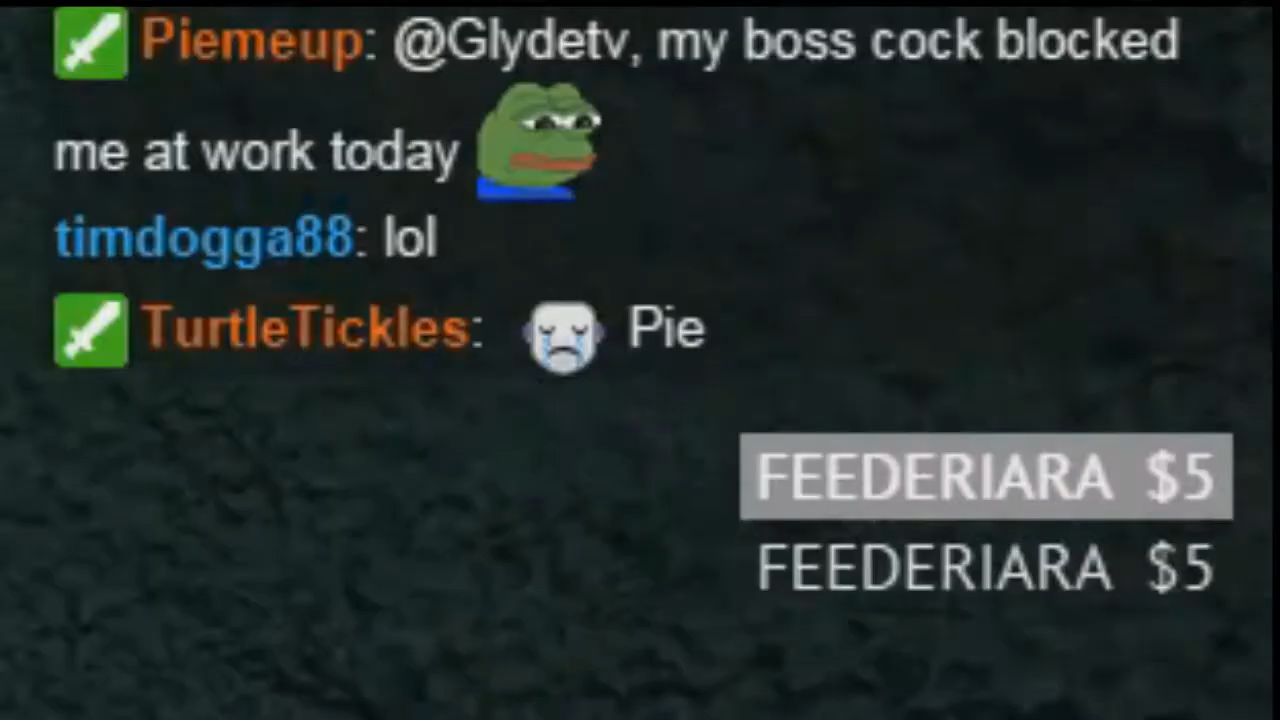 Piemeup: @Glydetv, my boss cock blocked
me at work today
timdogga88: lol
TurtleTickles: Pie
FEEDERIARA $5
FEEDERIARA $5